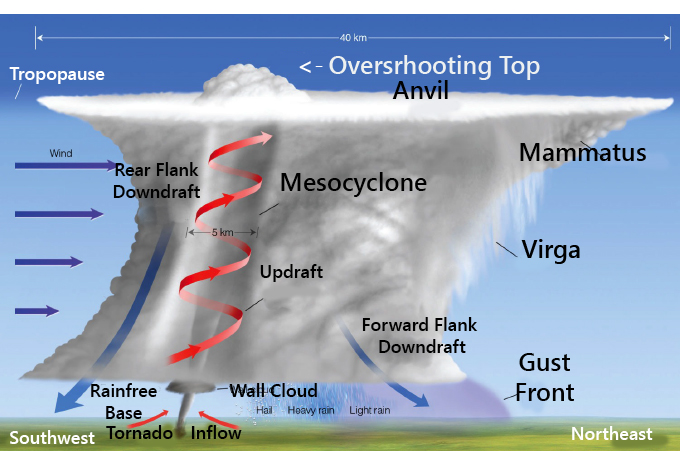 40 km
<- Oversrhooting Top
Tropopause
Anvil
Wind
Mammatus
Rear Flank
Downdraft
Mesocyclone
5 km
Virga
Updraft
Forward Flank
Downdraft
Gust
Front
Rainfree
Base
Wall Cloud
Hail
Heavy rain
Light rain
Tornado
Inflow
Southwest
Northeast